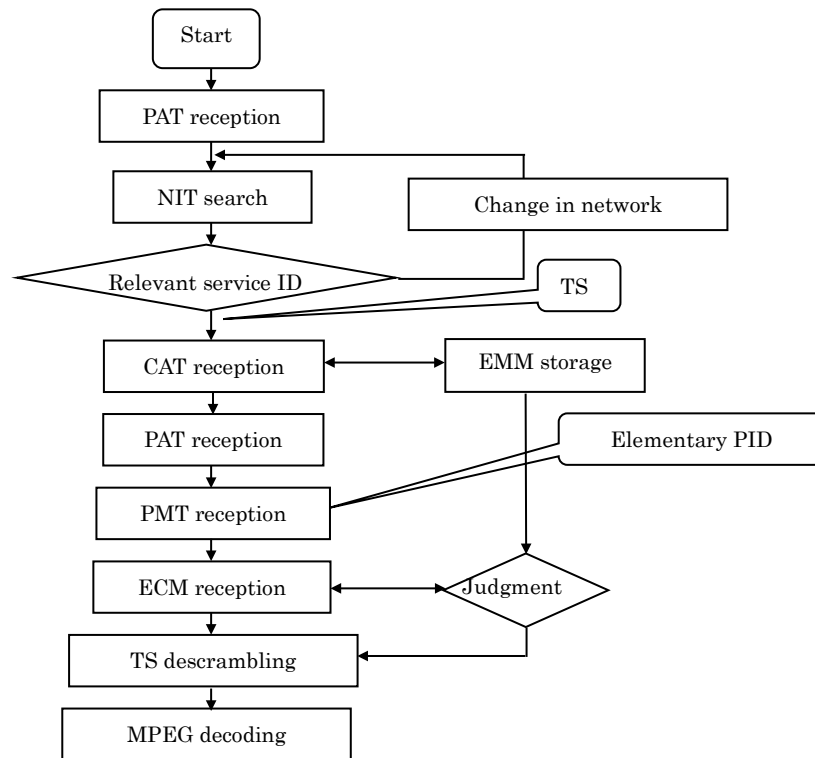 Start
PAT reception
NIT search
Change in network
Relevant service ID
TS
CAT reception
EMM storage
PAT reception
Elementary PID
PMT reception
ECM reception
Judgment
TS descrambling
MPEG decoding